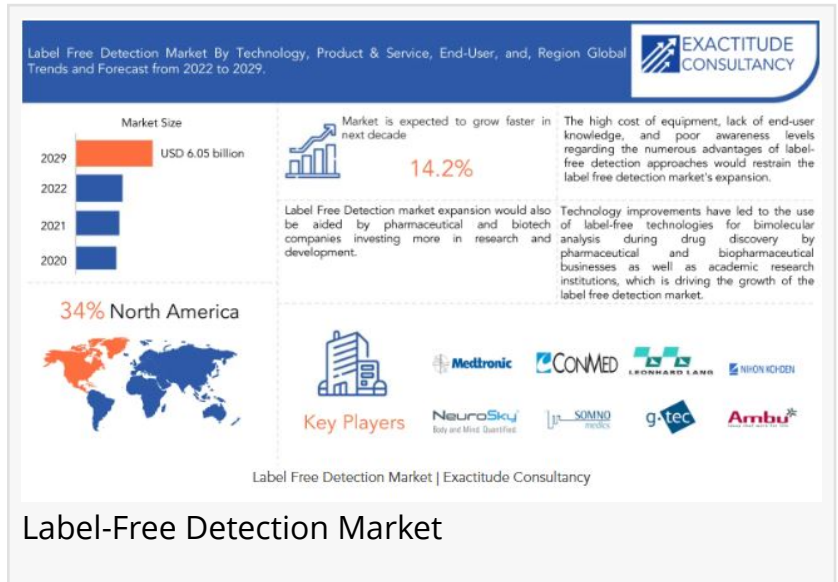 Label Free Detection Market By Technology, Product & Service, End-User, and, Region Global
Trends and Forecast from 2022 to 2029.
EXACTITUDE
CONSULTANCY
Market Size
2029
USD 6.05 billion
2022
2021
2020
Market is expected to grow faster in
next decade
14.2%
The high cost of equipment, lack of end-user
knowledge, and poor awareness levels
regarding the numerous advantages of label-
free detection approaches would restrain the
label free detection market's expansion.
Label Free Detection market expansion would also
be aided by pharmaceutical and biotech
companies investing more in research and
development.
Technology improvements have led to the use
of label-free technologies for bimolecular
analysis during drug discovery by
pharmaceutical and biopharmaceutical
businesses as well as academic research
institutions, which is driving the growth of the
label free detection market.
34% North America
Key Players
Medtronic
CONMED
LEONHARD LANG
NIHON KOHDEN
NeuroSky
Body and Mind. Quantified.
SOMNO
medics
g.tec
Ambu
Label Free Detection Market | Exactitude Consultancy
Label-Free Detection Market